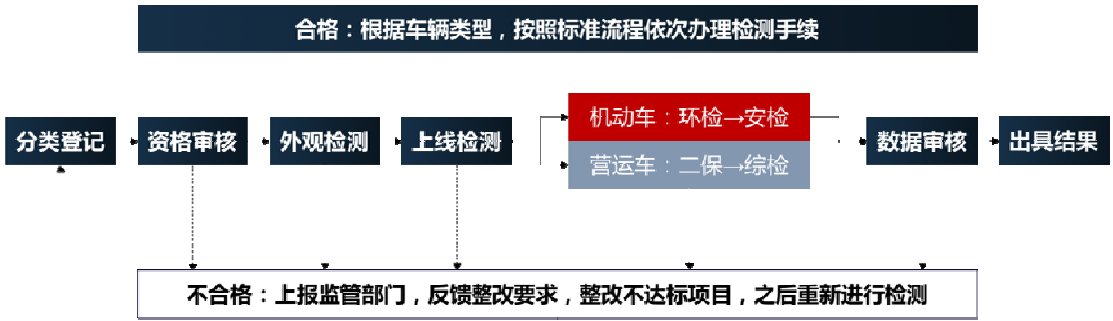 合格：根据车辆类型，按照标准流程依次办理检测手续
分类登记
资格审核
外观检测
上线检测
机动车：环检→安检
营运车：二保→综检
数据审核
出具结果
不合格：上报监管部门，反馈整改要求，整改不达标项目，之后重新进行检测